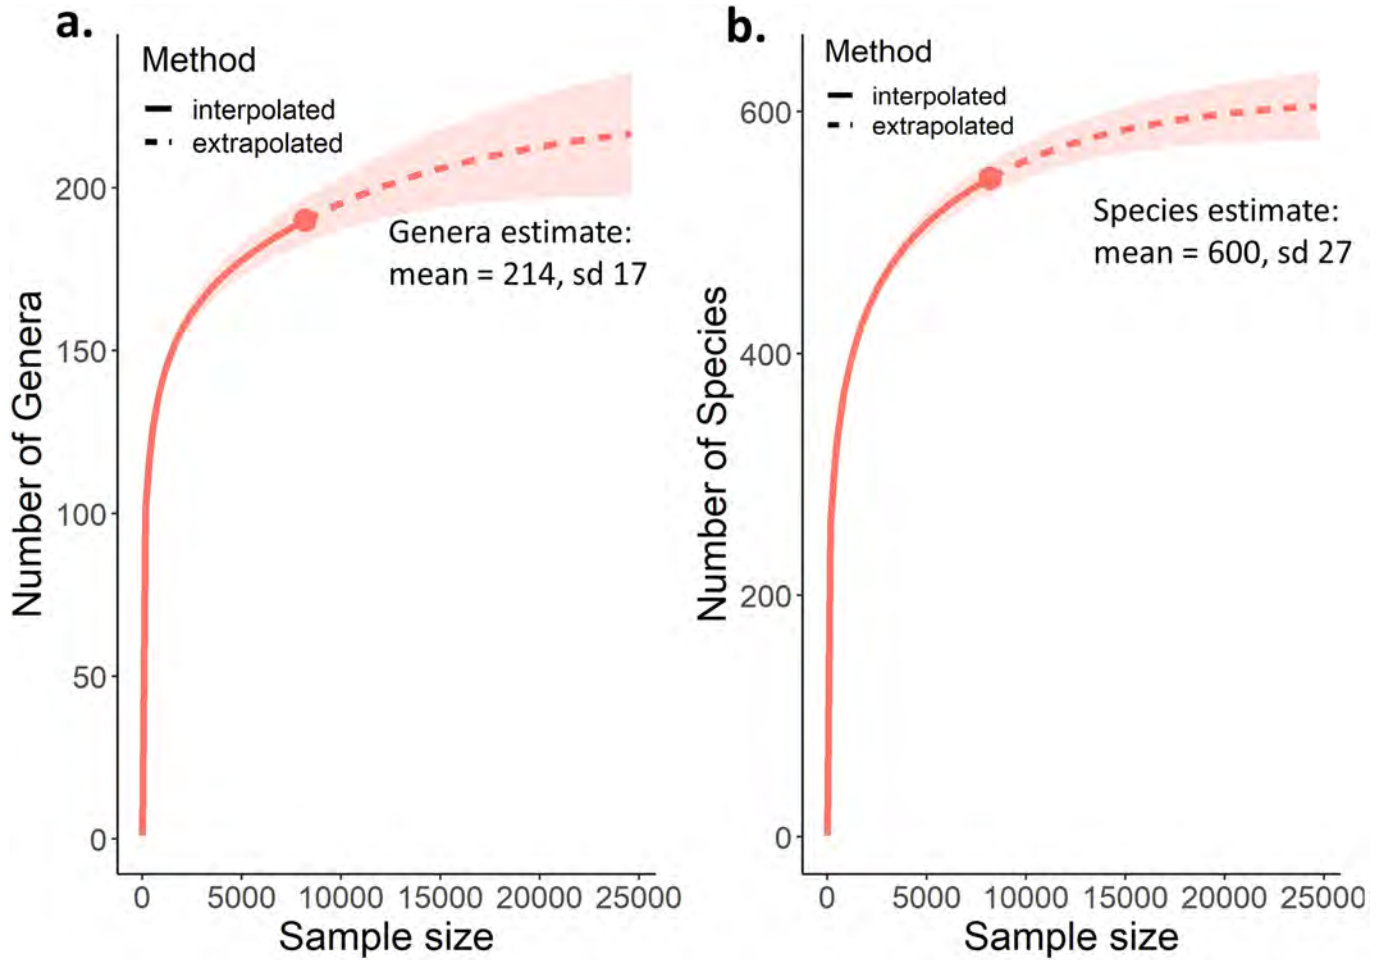 a.
Method
interpolated
extrapolated
Genera estimate:
mean = 214, sd 17
Number of Genera
200
150
100
50
0
0 5000 10000 15000 20000 25000
Sample size
b.
Method
interpolated
extrapolated
Species estimate:
mean = 600, sd 27
Number of Species
600
400
200
0
0 5000 10000 15000 20000 25000
Sample size